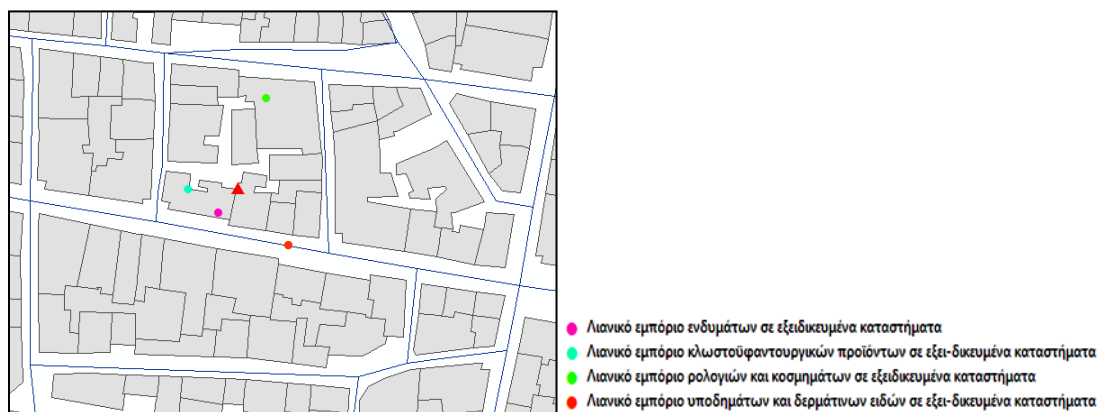 Λιανικό εμπόριο ενδυμάτων σε εξειδικευμένα καταστήματα
Λιανικό εμπόριο κλωστοϋφαντουργικών προϊόντων σε εξει-δικευμένα καταστήματα
Λιανικό εμπόριο ρολογιών και κοσμημάτων σε εξειδικευμένα καταστήματα
Λιανικό εμπόριο υποδημάτων και δερμάτινων ειδών σε εξει-δικευμένα καταστήματα